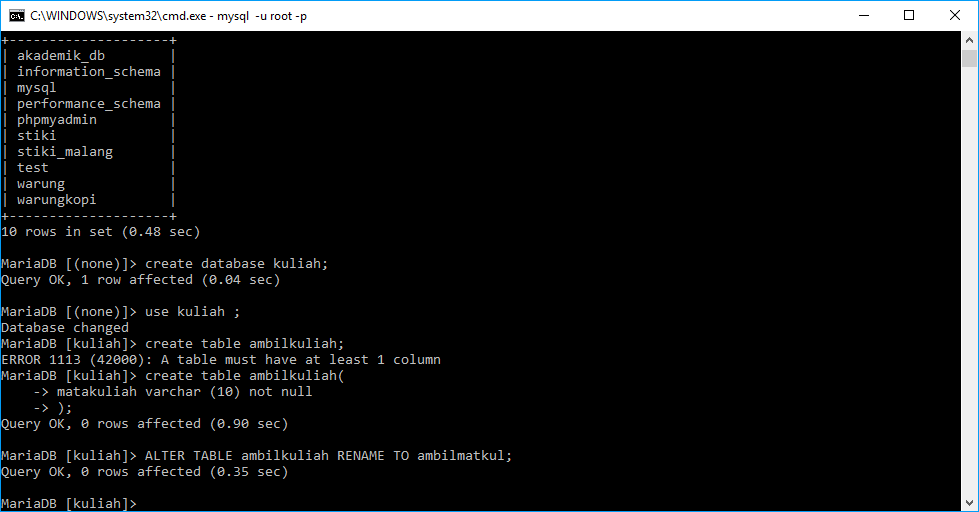 C:\WINDOWS\system32\cmd.exe - mysql  -u root -p
+--------------------+
| akademik_db        |
| information_schema |
| mysql              |
| performance_schema |
| phpmyadmin         |
| stiki              |
| stiki_malang       |
| test               |
| warung             |
| warungkopi         |
+--------------------+
10 rows in set (0.48 sec)
MariaDB [(none)]> create database kuliah;
Query OK, 1 row affected (0.04 sec)
MariaDB [(none)]> use kuliah ;
Database changed
MariaDB [kuliah]> create table ambilkuliah;
ERROR 1113 (42000): A table must have at least 1 column
MariaDB [kuliah]> create table ambilkuliah(
    -> matakuliah varchar (10) not null
    -> );
Query OK, 0 rows affected (0.90 sec)
MariaDB [kuliah]> ALTER TABLE ambilkuliah RENAME TO ambilmatkul;
Query OK, 0 rows affected (0.35 sec)
MariaDB [kuliah]>